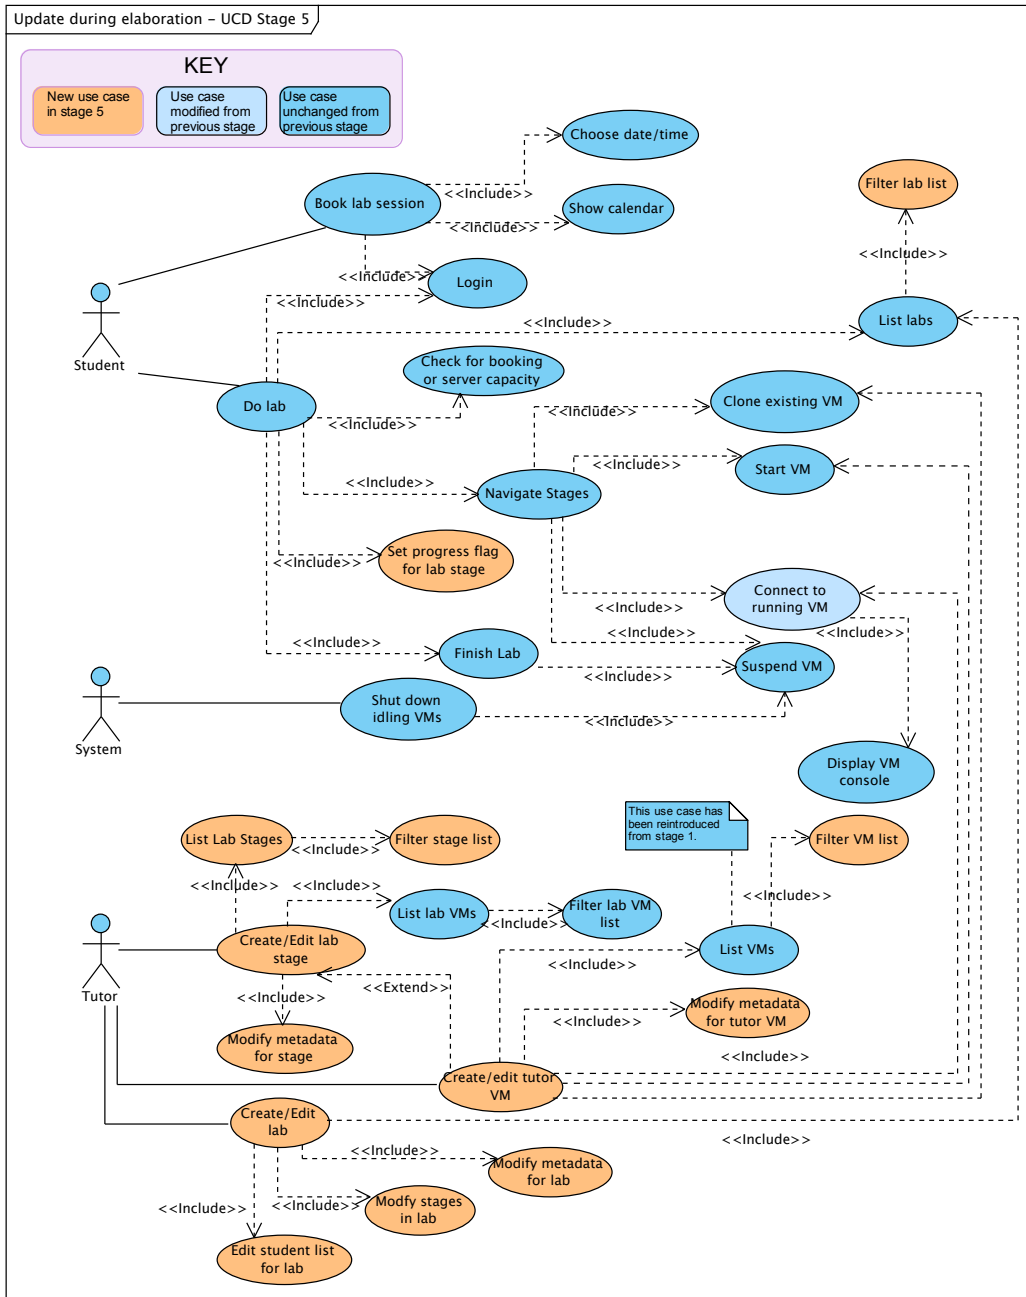 Update during elaboration – UCD Stage 5
KEY
New use case
in stage 5
Use case
modified from
previous stage
Use case
unchanged from
previous stage
Choose date/time
Filter lab list
<<Include>>
Book lab session
Show calendar
<<Include>>
<<Include>>
<<Include>>
Login
<<Include>>
<<Include>>
List labs
Student
Check for booking
or server capacity
Do lab
Clone existing VM
<<Include>>
<<Include>>
<<Include>>
Start VM
<<Include>>
Navigate Stages
Set progress flag
for lab stage
<<Include>>
Connect to
running VM
<<Include>>
<<Include>>
<<Include>>
Finish Lab
Suspend VM
<<Include>>
Shut down
idling VMs
<<Include>>
System
Display VM
console
This use case has
been reintroduced
from stage 1.
List Lab Stages
Filter stage list
<<Include>>
Filter VM list
<<Include>>
<<Include>>
<<Include>>
List lab VMs
Filter lab VM
list
<<Include>>
Create/Edit lab
stage
List VMs
<<Include>>
Tutor
<<Extend>>
<<Include>>
Modify metadata
for tutor VM
<<Include>>
Modify metadata
for stage
<<Include>>
Create/edit tutor
VM
Create/Edit
lab
<<Include>>
<<Include>>
Modify metadata
for lab
<<Include>>
<<Include>>
Modfy stages
in lab
Edit student list
for lab